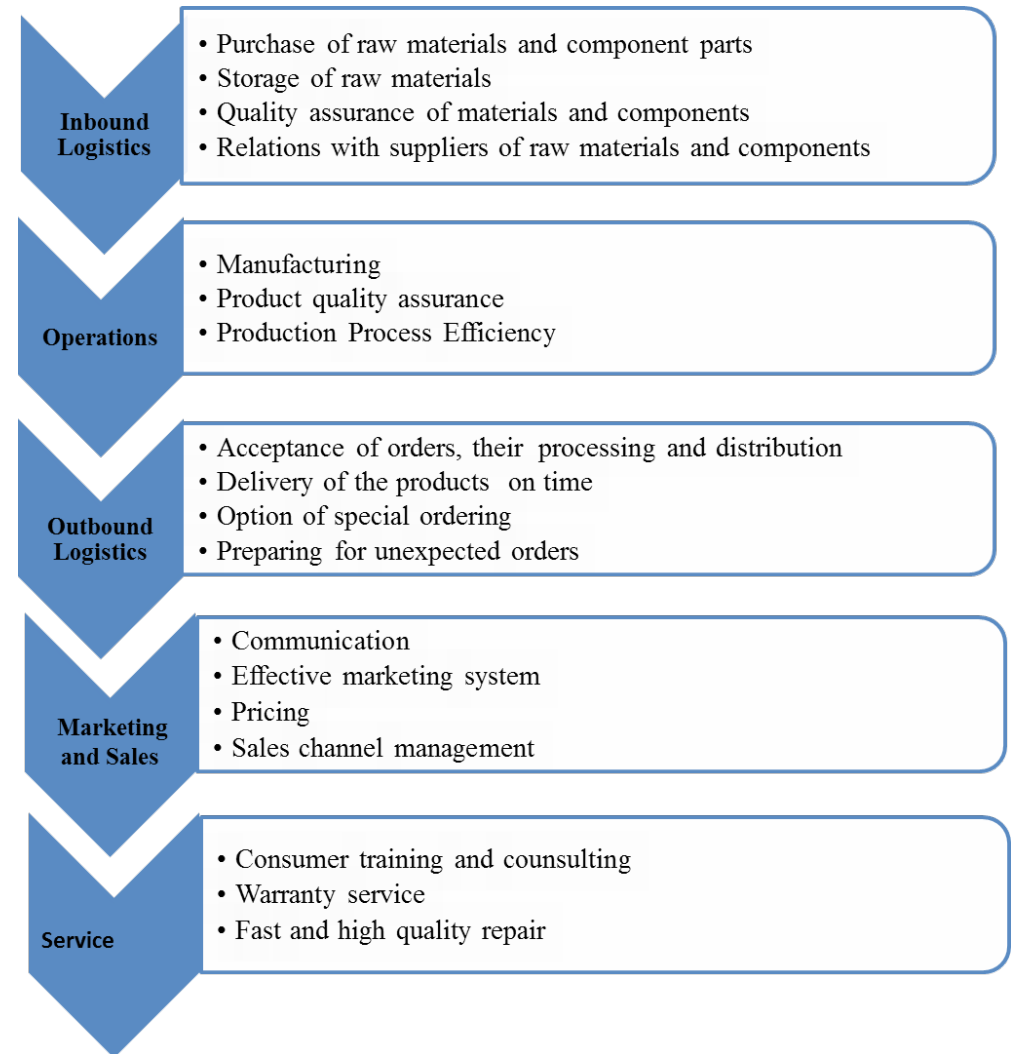 Inbound
Logistics
• Purchase of raw materials and component parts
• Storage of raw materials
• Quality assurance of materials and components
• Relations with suppliers of raw materials and components
Operations
• Manufacturing
• Product quality assurance
• Production Process Efficiency
Outbound
Logistics
• Acceptance of orders, their processing and distribution
• Delivery of the products on time
• Option of special ordering
• Preparing for unexpected orders
Marketing
and Sales
• Communication
• Effective marketing system
• Pricing
• Sales channel management
Service
• Consumer training and counsulting
• Warranty service
• Fast and high quality repair